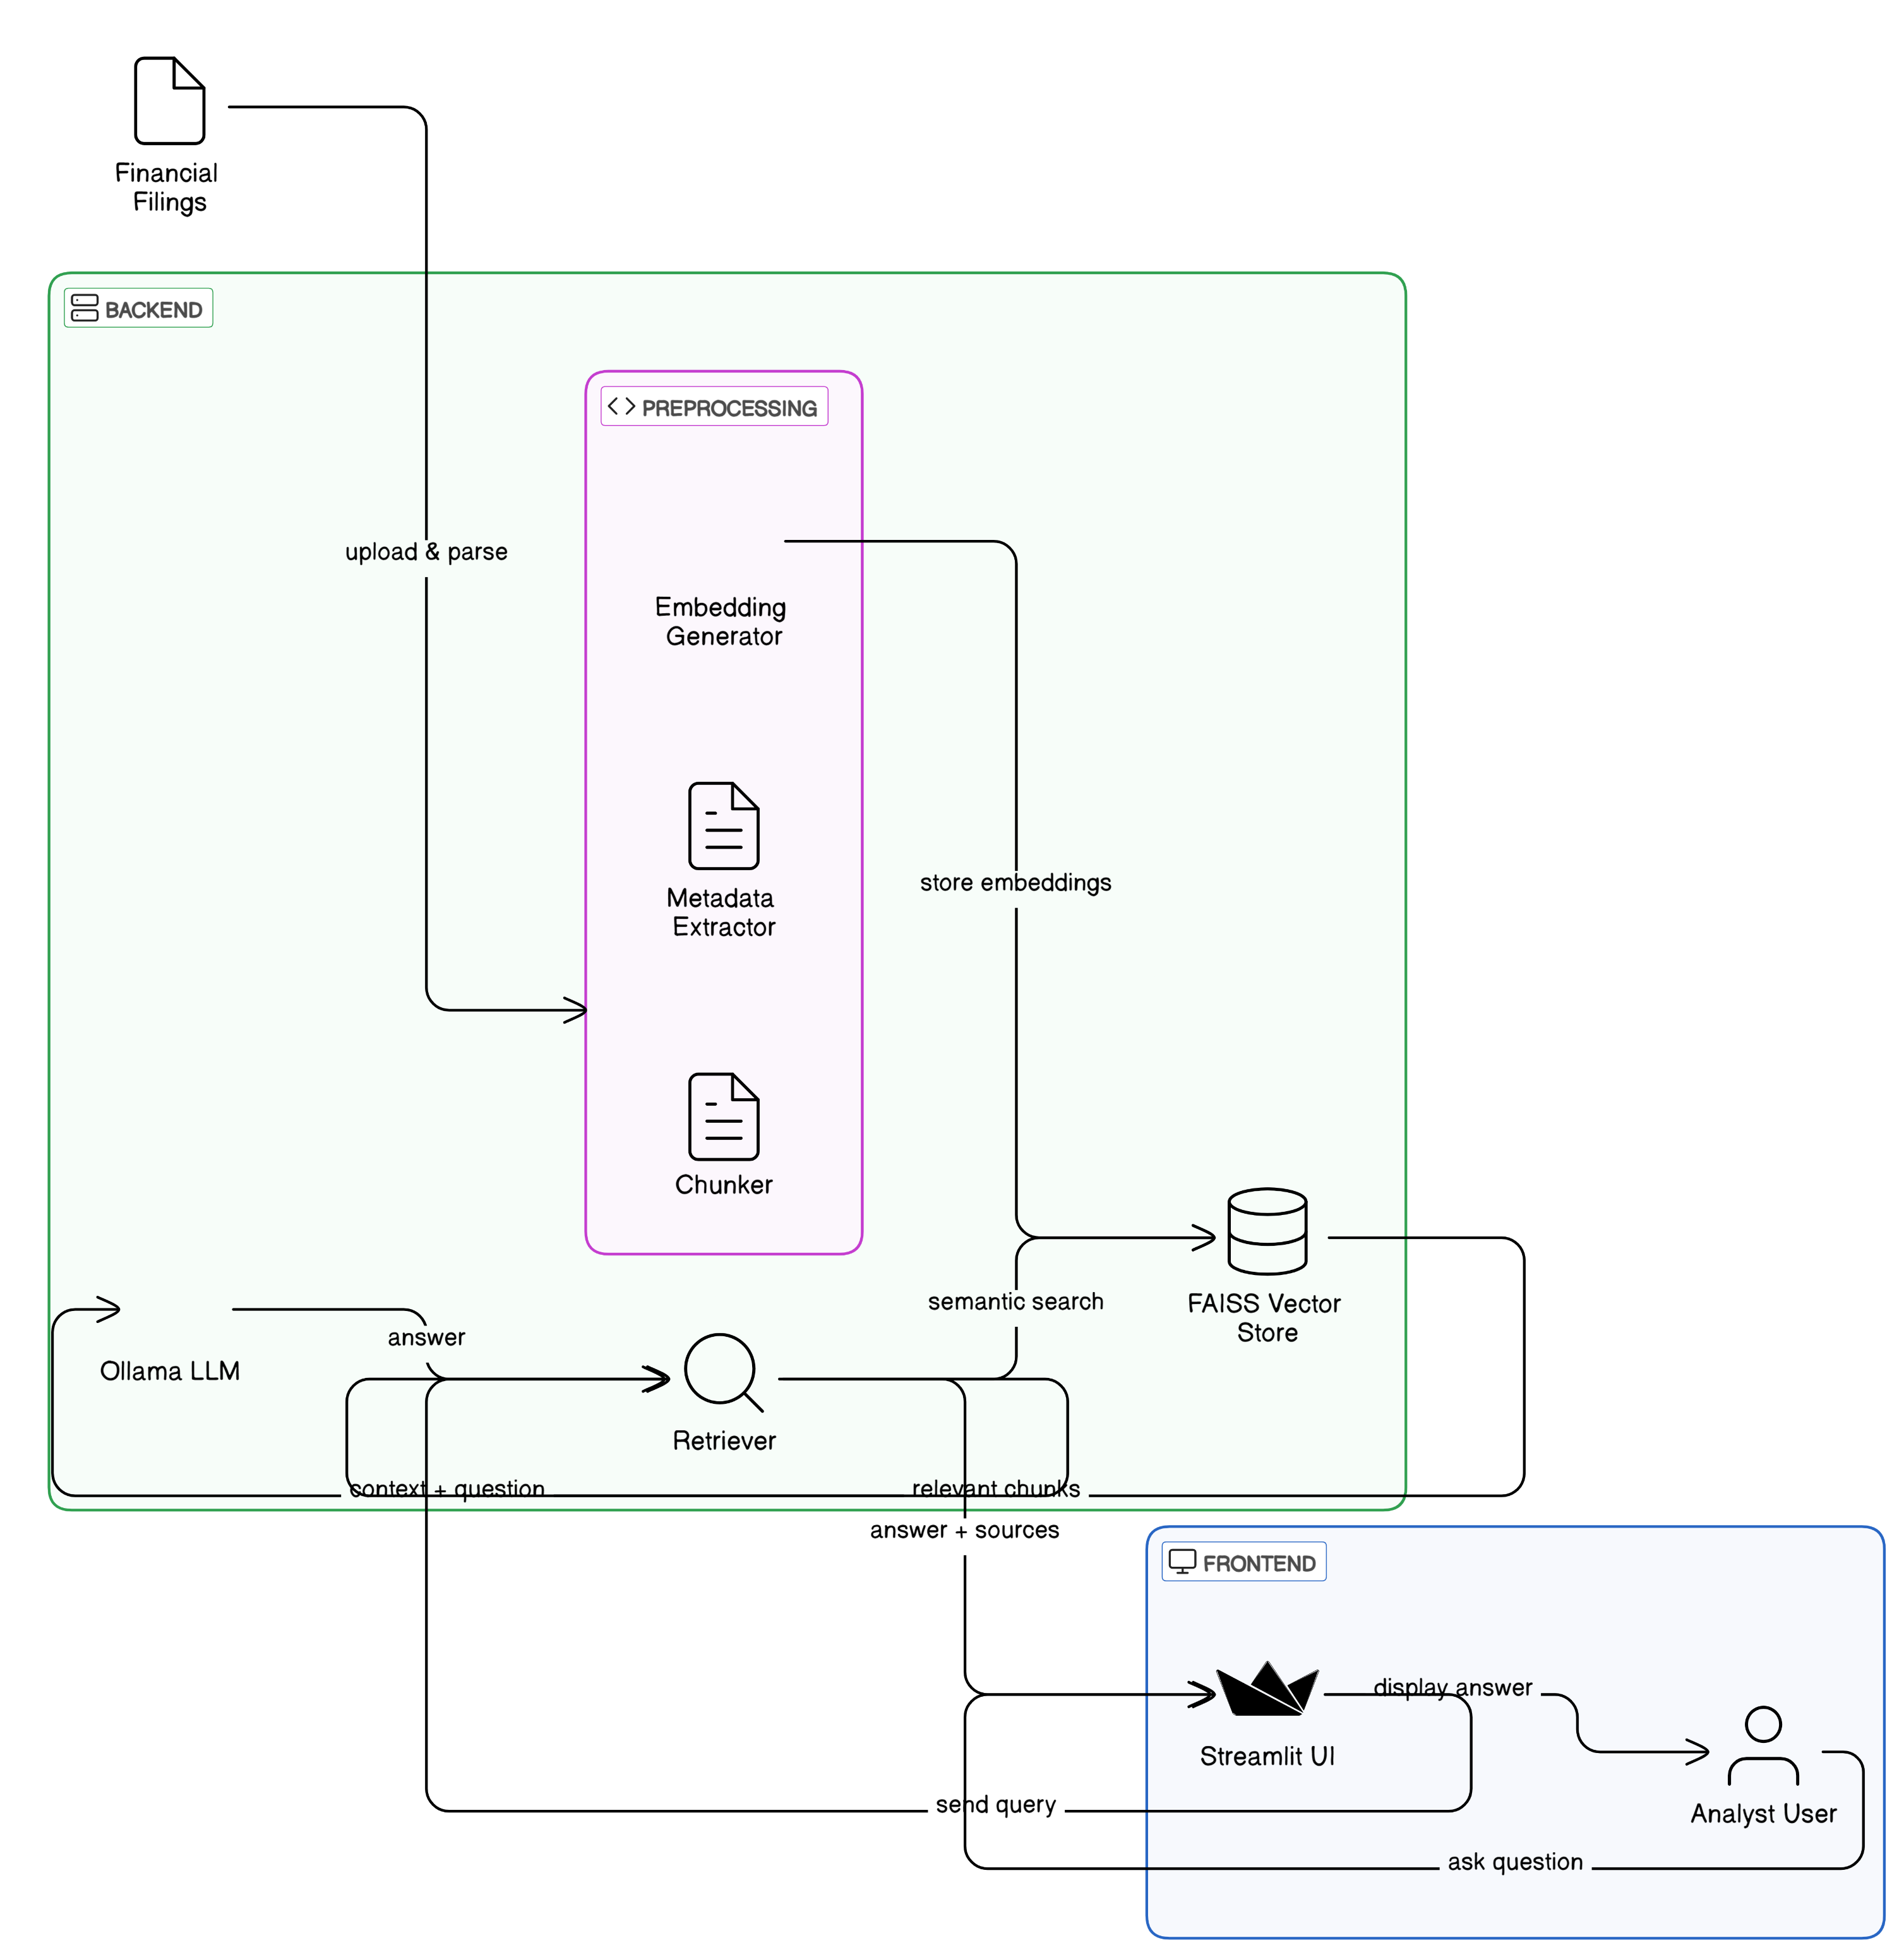 Financial
Filings
BACKEND
PREPROCESSING
upload & parse
Embedding
Generator
store embeddings
Metadata
Extractor
Chunker
semantic search
FAISS Vector
Store
answer
Ollama LLM
Retriever
context + question
relevant chunks
answer + sources
FRONTEND
display answer
Streamlit UI
send query
Analyst User
ask question